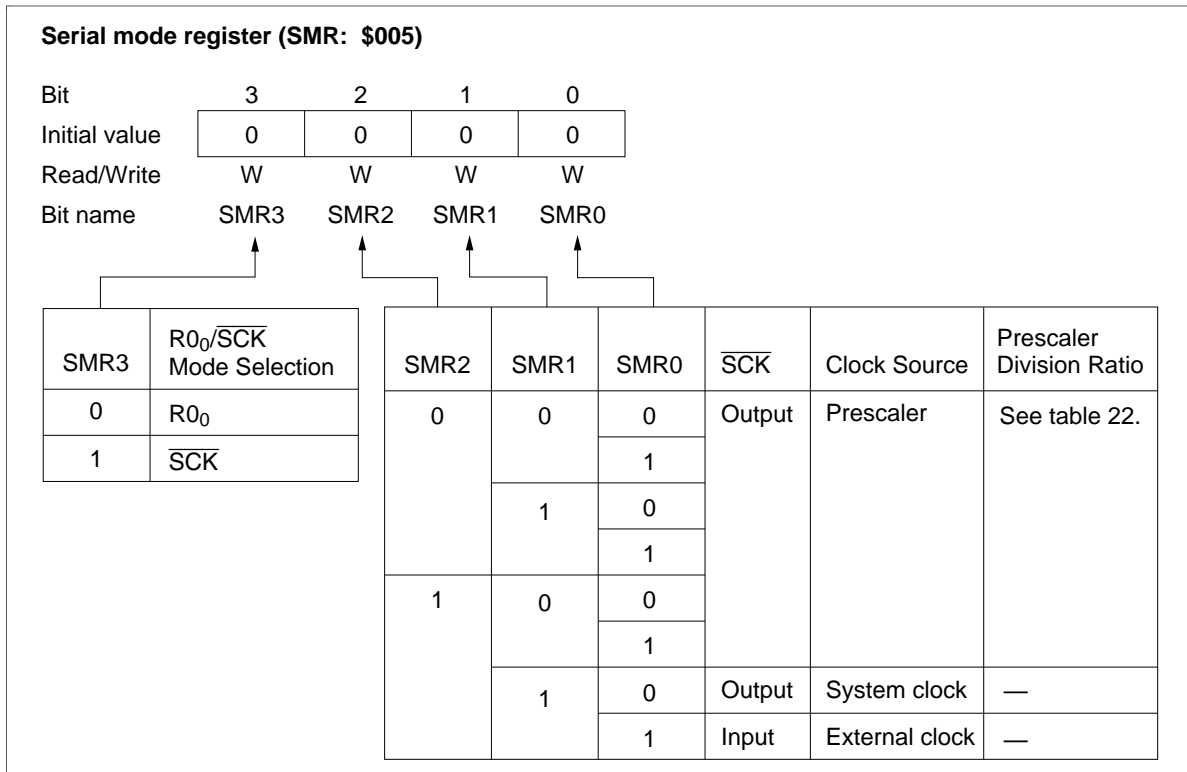 Serial mode register (SMR: $005)
Bit 3 2 1 0
Initial value 0 0 0 0
Read/Write W W W W
Bit name SMR3 SMR2 SMR1 SMR0
SMR3 R0₀/S̅C̅K̅ Mode Selection
0 R0₀
1 S̅C̅K̅
SMR2 SMR1 SMR0 S̅C̅K̅ Clock Source Prescaler Division Ratio
0 0 0 Output Prescaler See table 22.
1
1 0
1
1 0 0
1
1 0 Output System clock —
1 Input External clock —